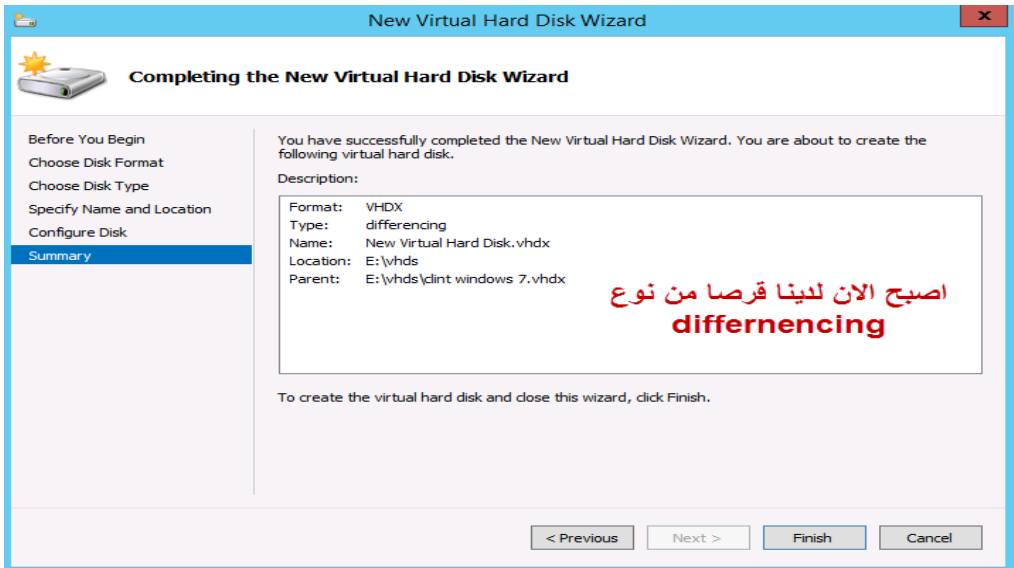 New Virtual Hard Disk Wizard
x
Completing the New Virtual Hard Disk Wizard
Before You Begin
Choose Disk Format
Choose Disk Type
Specify Name and Location
Configure Disk
Summary
You have successfully completed the New Virtual Hard Disk Wizard. You are about to create the
following virtual hard disk.
Description:
Format: VHDX
Type: differencing
Name: New Virtual Hard Disk.vhdx
Location: E:\vhds
Parent: E:\vhds\clint windows 7.vhdx
اصبح الان لدينا قرصا من نوع
differnencing
To create the virtual hard disk and close this wizard, click Finish.
< Previous
Next >
Finish
Cancel